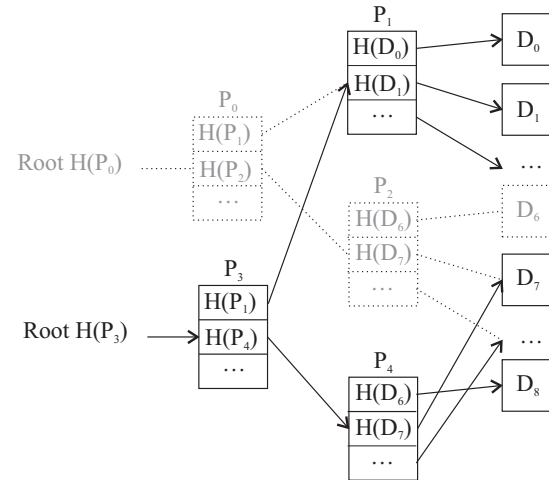 P₁
H(D₀)
H(D₁)
...
D₀
D₁
...
P₀
H(P₁)
H(P₂)
...
Root H(P₀)
P₂
H(D₆)
H(D₇)
...
D₆
D₇
...
D₈
P₃
H(P₁)
H(P₄)
...
Root H(P₃)
P₄
H(D₆)
H(D₇)
...